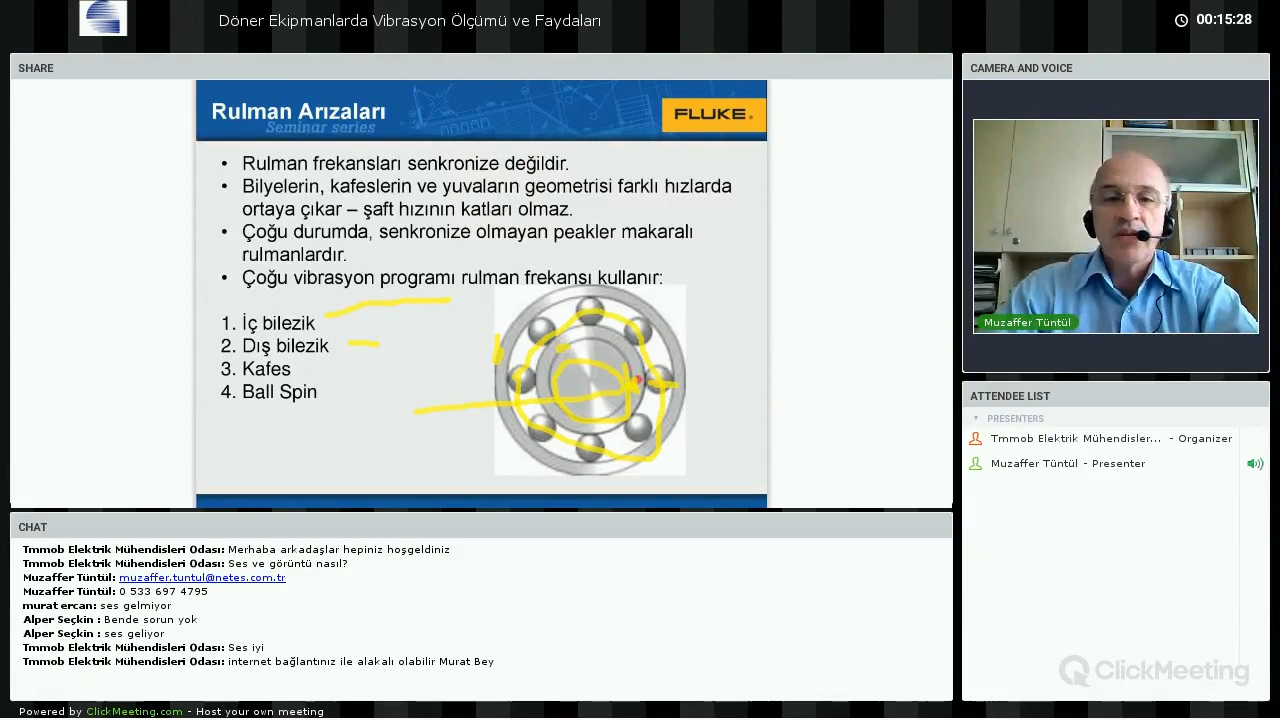 Döner Ekipmanlarda Vibrasyon Ölçümü ve Faydaları
00:15:28
SHARE
Rulman Arızaları
Seminar series
FLUKE®
• Rulman frekansları senkronize değildir.
• Bilyelerin, kafeslerin ve yuvaların geometrisi farklı hızlarda
ortaya çıkar – şaft hızının katları olmaz.
• Çoğu durumda, senkronize olmayan peakler makaralı
rulmanlardır.
• Çoğu vibrasyon programı rulman frekansı kullanır:
1. İç bilezik
2. Dış bilezik
3. Kafes
4. Ball Spin
CAMERA AND VOICE
Muzaffer Tüntül
ATTENDEE LIST
PRESENTERS
Tmmob Elektrik Mühendisler... - Organizer
Muzaffer Tüntül - Presenter
CHAT
Tmmob Elektrik Mühendisleri Odası: Merhaba arkadaşlar hepiniz hoşgeldiniz
Tmmob Elektrik Mühendisleri Odası: Ses ve görüntü nasıl?
Muzaffer Tüntül: muzaffer.tuntul@netes.com.tr
Muzaffer Tüntül: 0 533 697 4795
murat ercan: ses gelmiyor
Alper Seçkin : Bende sorun yok
Alper Seçkin : ses geliyor
Tmmob Elektrik Mühendisleri Odası: Ses iyi
Tmmob Elektrik Mühendisleri Odası: internet bağlantınız ile alakalı olabilir Murat Bey
ClickMeeting
Powered by ClickMeeting.com - Host your own meeting